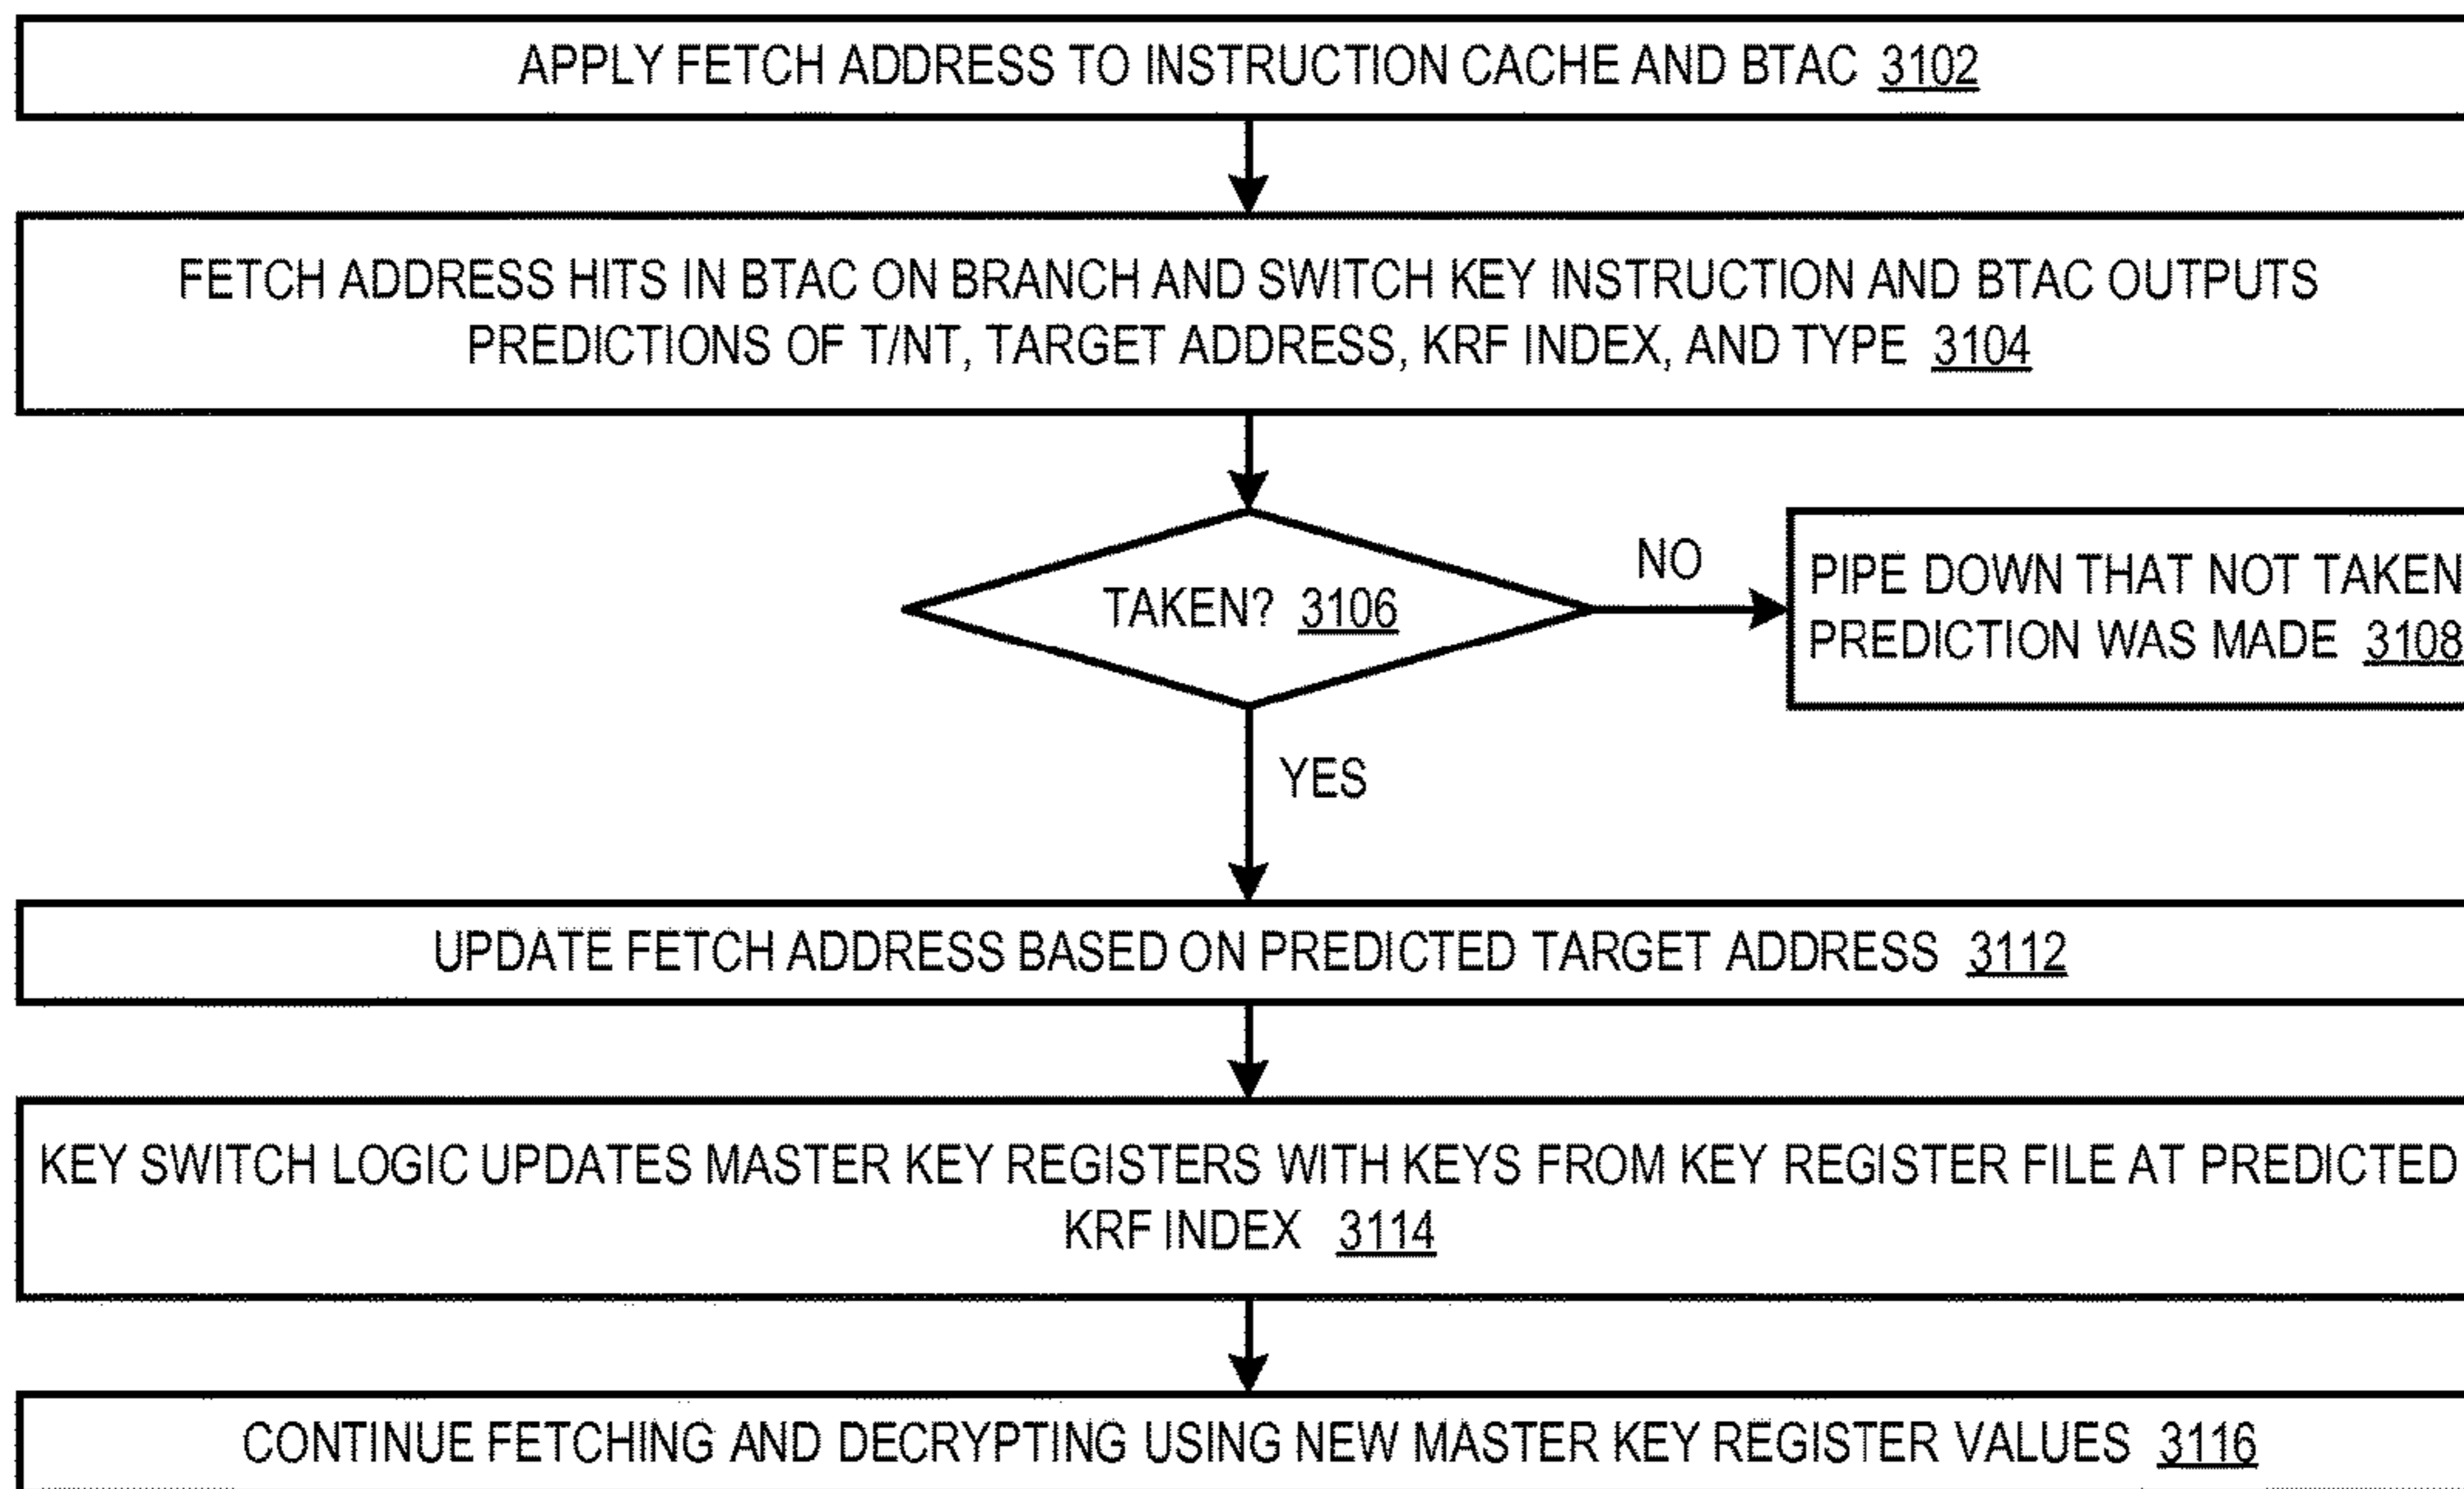 APPLY FETCH ADDRESS TO INSTRUCTION CACHE AND BTAC 3102
FETCH ADDRESS HITS IN BTAC ON BRANCH AND SWITCH KEY INSTRUCTION AND BTAC OUTPUTS
PREDICTIONS OF T/NT, TARGET ADDRESS, KRF INDEX, AND TYPE 3104
TAKEN? 3106
NO
PIPE DOWN THAT NOT TAKEN
PREDICTION WAS MADE 3108
YES
UPDATE FETCH ADDRESS BASED ON PREDICTED TARGET ADDRESS 3112
KEY SWITCH LOGIC UPDATES MASTER KEY REGISTERS WITH KEYS FROM KEY REGISTER FILE AT PREDICTED
KRF INDEX 3114
CONTINUE FETCHING AND DECRYPTING USING NEW MASTER KEY REGISTER VALUES 3116